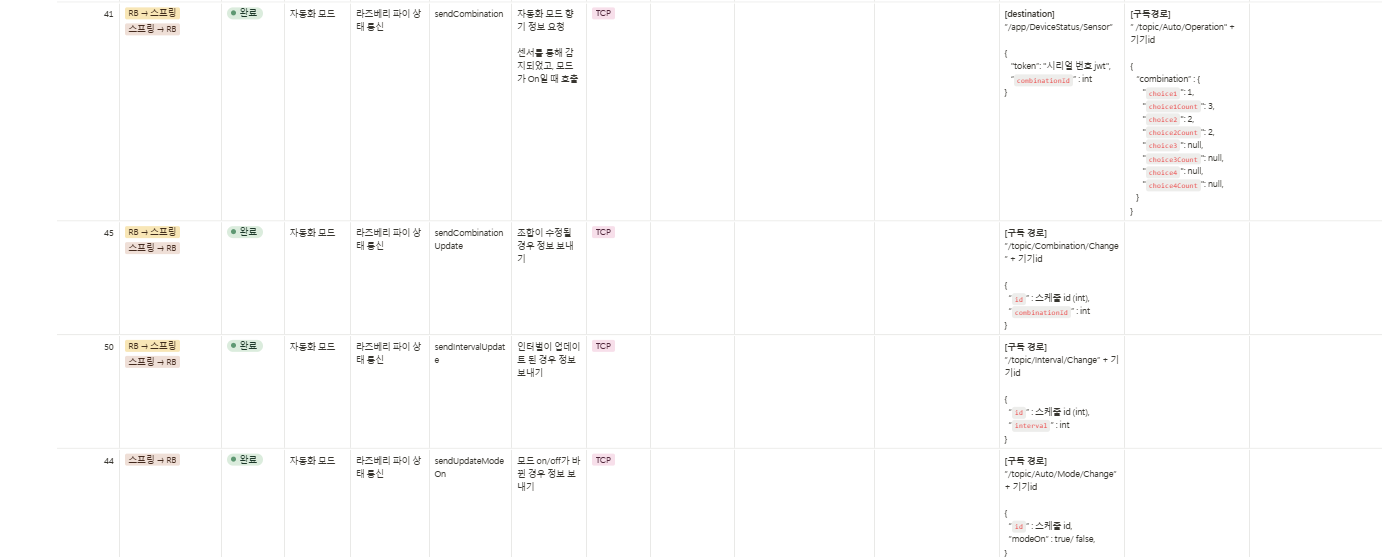 41
RB → 스프링
스프링 → RB
완료
자동화 모드
라즈베리 파이 상
태 통신
sendCombination
자동화 모드 향
기 정보 요청
센서를 통해 감
지되었고, 모드
가 On일 때 호출
TCP
[destination]
"/app/DeviceStatus/Sensor"
{
"token": "시리얼 번호 jwt",
"combinationId" : int
}
[구독경로]
" /topic/Auto/Operation" +
기기id
{
"combination" : {
"choice1": 1,
"choice1Count": 3,
"choice2": 2,
"choice2Count": 2,
"choice3": null,
"choice3Count": null,
"choice4": null,
"choice4Count": null,
}
}
45
RB → 스프링
스프링 → RB
완료
자동화 모드
라즈베리 파이 상
태 통신
sendCombination
Update
조합이 수정될
경우 정보 보내
기
TCP
[구독 경로]
"/topic/Combination/Change
" + 기기id
{
"id" : 스케줄 id (int),
"combinationId" : int
}
50
RB → 스프링
스프링 → RB
완료
자동화 모드
라즈베리 파이 상
태 통신
sendIntervalUpdat
e
인터벌이 업데이
트 된 경우 정보
보내기
TCP
[구독 경로]
"/topic/Interval/Change" + 기
기id
{
"id" : 스케줄 id (int),
"interval" : int
}
44
스프링 → RB
완료
자동화 모드
라즈베리 파이 상
태 통신
sendUpdateMode
On
모드 on/off가 바
뀐 경우 정보 보
내기
TCP
[구독 경로]
"/topic/Auto/Mode/Change"
+ 기기id
{
"id" : 스케줄 id,
"modeOn" : true/ false,
}